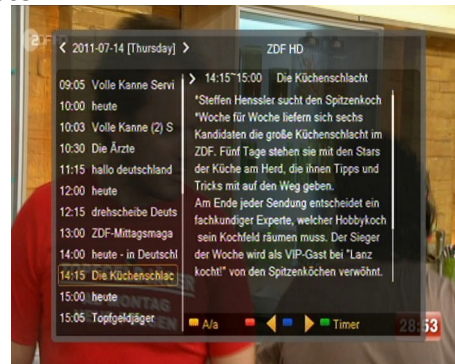 ZDF
< 2011-07-14 [Thursday] >
ZDF HD
09:05 Volle Kanne Servi
10:00 heute
10:03 Volle Kanne (2) S
10:30 Die Ärzte
11:15 hallo deutschland
12:00 heute
12:15 drehscheibe Deuts
13:00 ZDF-Mittagsmaga
14:00 heute - in Deutschl
14:15 Die Küchenschlac
15:00 heute
15:05 Topfgeldjäger
> 14:15~15:00 Die Küchenschlacht
"Steffen Henssler sucht den Spitzenkoch
"Woche für Woche liefern sich sechs
Kandidaten die große Küchenschlacht im
ZDF. Fünf Tage stehen sie mit den Stars
der Küche am Herd, die ihnen Tipps und
Tricks mit auf den Weg geben.
Am Ende jeder Sendung entscheidet ein
fachkundiger Experte, welcher Hobbykoch
sein Kochfeld räumen muss. Der Sieger
der Woche wird als VIP-Gast bei "Lanz
kocht!" von den Spitzenköchen verwöhnt.
A/a
Timer
28:53